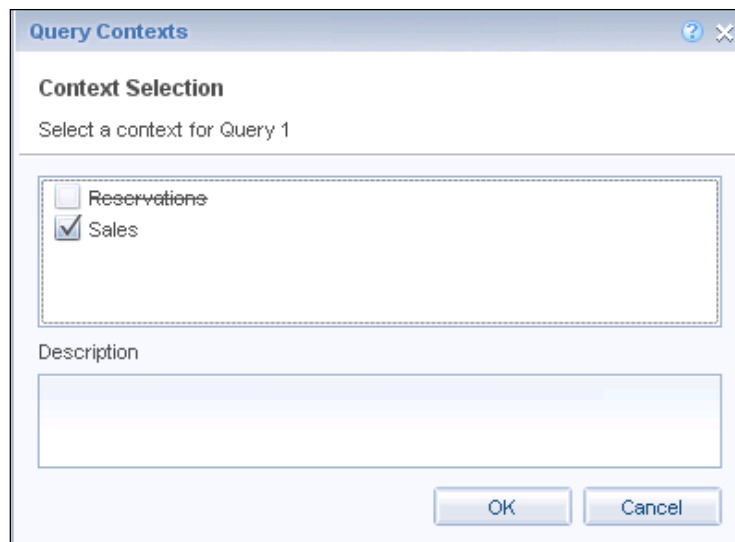 Query Contexts
Context Selection
Select a context for Query 1
Reservations
Sales
Description
OK Cancel